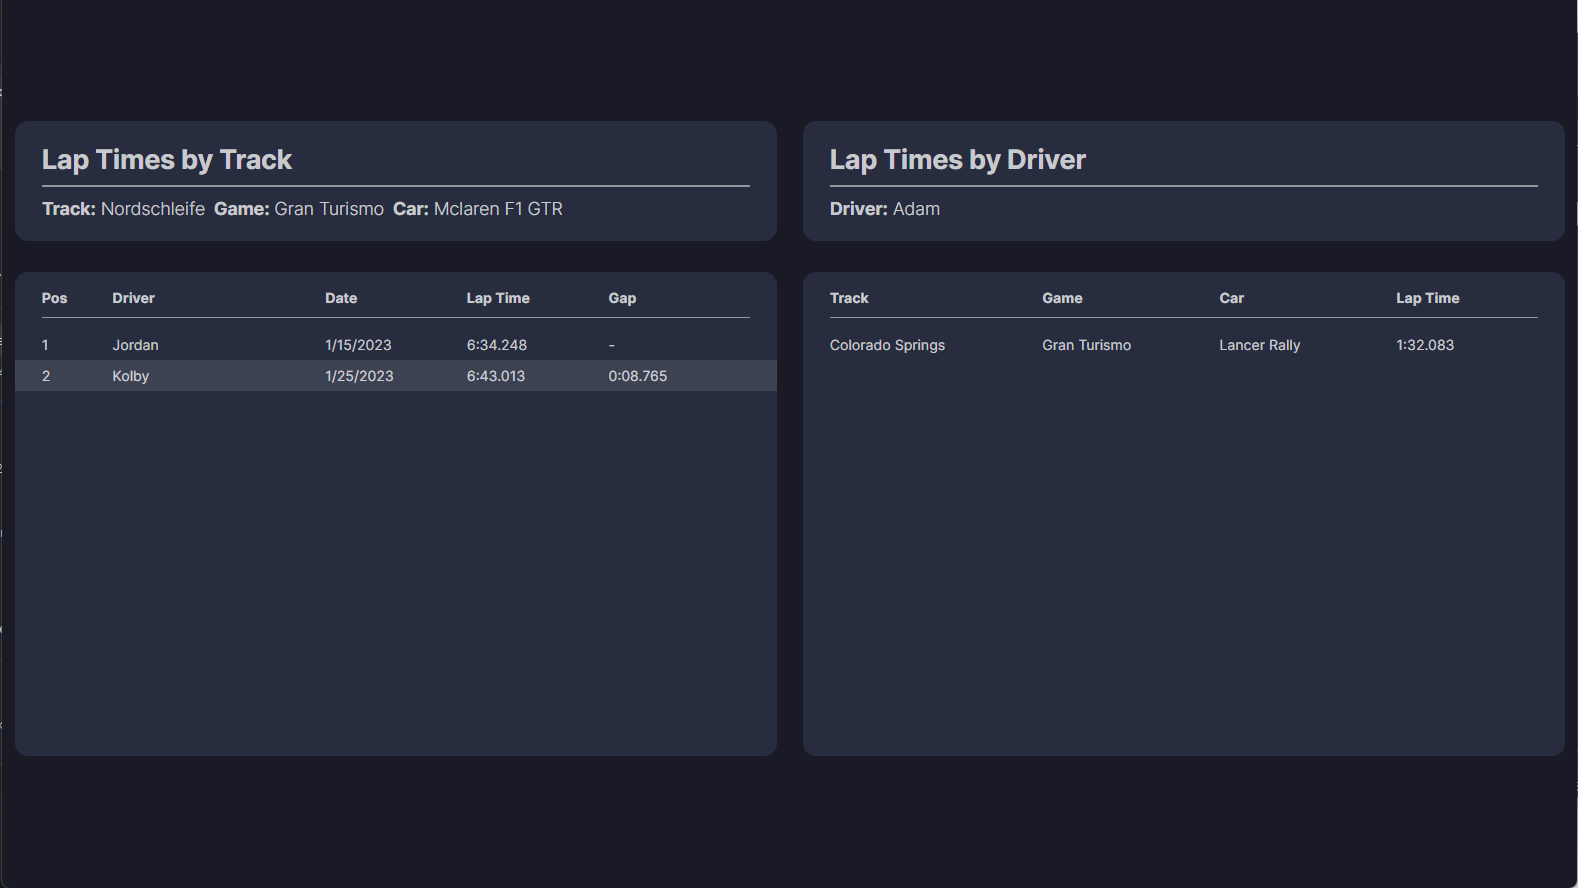 Lap Times by Track
Track: Nordschleife Game: Gran Turismo Car: Mclaren F1 GTR
Pos Driver Date Lap Time Gap
1 Jordan 1/15/2023 6:34.248 -
2 Kolby 1/25/2023 6:43.013 0:08.765
Lap Times by Driver
Driver: Adam
Track Game Car Lap Time
Colorado Springs Gran Turismo Lancer Rally 1:32.083